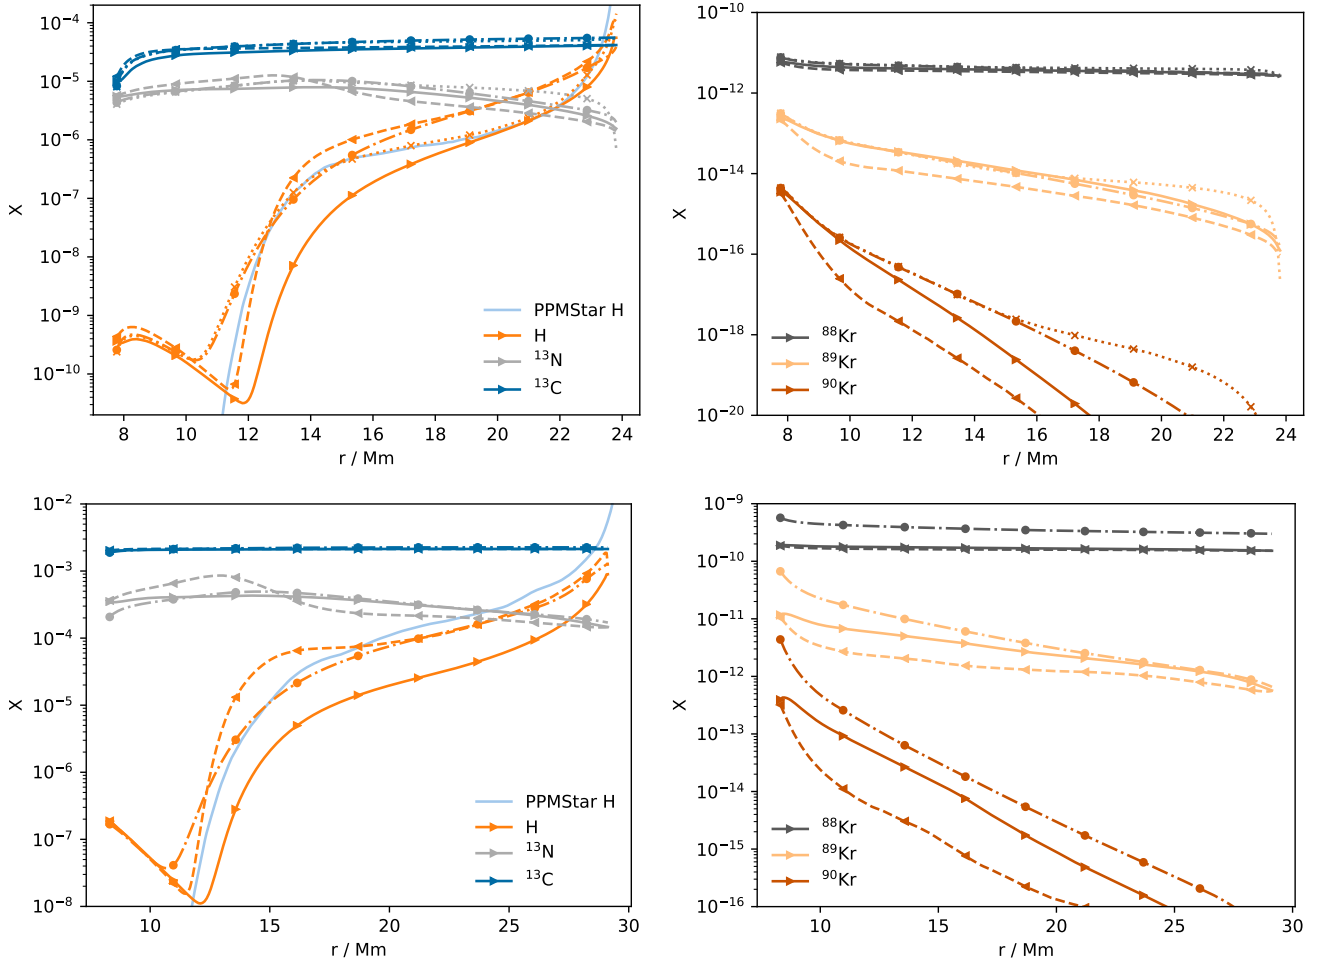 10⁻⁴
10⁻⁵
10⁻⁶
10⁻⁷
10⁻⁸
10⁻⁹
10⁻¹⁰
X
PPMStar H
H
¹³N
¹³C
8 10 12 14 16 18 20 22 24
r / Mm
10⁻¹⁰
10⁻¹²
10⁻¹⁴
10⁻¹⁶
10⁻¹⁸
10⁻²⁰
X
⁸⁸Kr
⁸⁹Kr
⁹⁰Kr
8 10 12 14 16 18 20 22 24
r / Mm
10⁻²
10⁻³
10⁻⁴
10⁻⁵
10⁻⁶
10⁻⁷
10⁻⁸
X
PPMStar H
H
¹³N
¹³C
10 15 20 25 30
r / Mm
10⁻⁹
10⁻¹⁰
10⁻¹¹
10⁻¹²
10⁻¹³
10⁻¹⁴
10⁻¹⁵
10⁻¹⁶
X
⁸⁸Kr
⁸⁹Kr
⁹⁰Kr
10 15 20 25 30
r / Mm